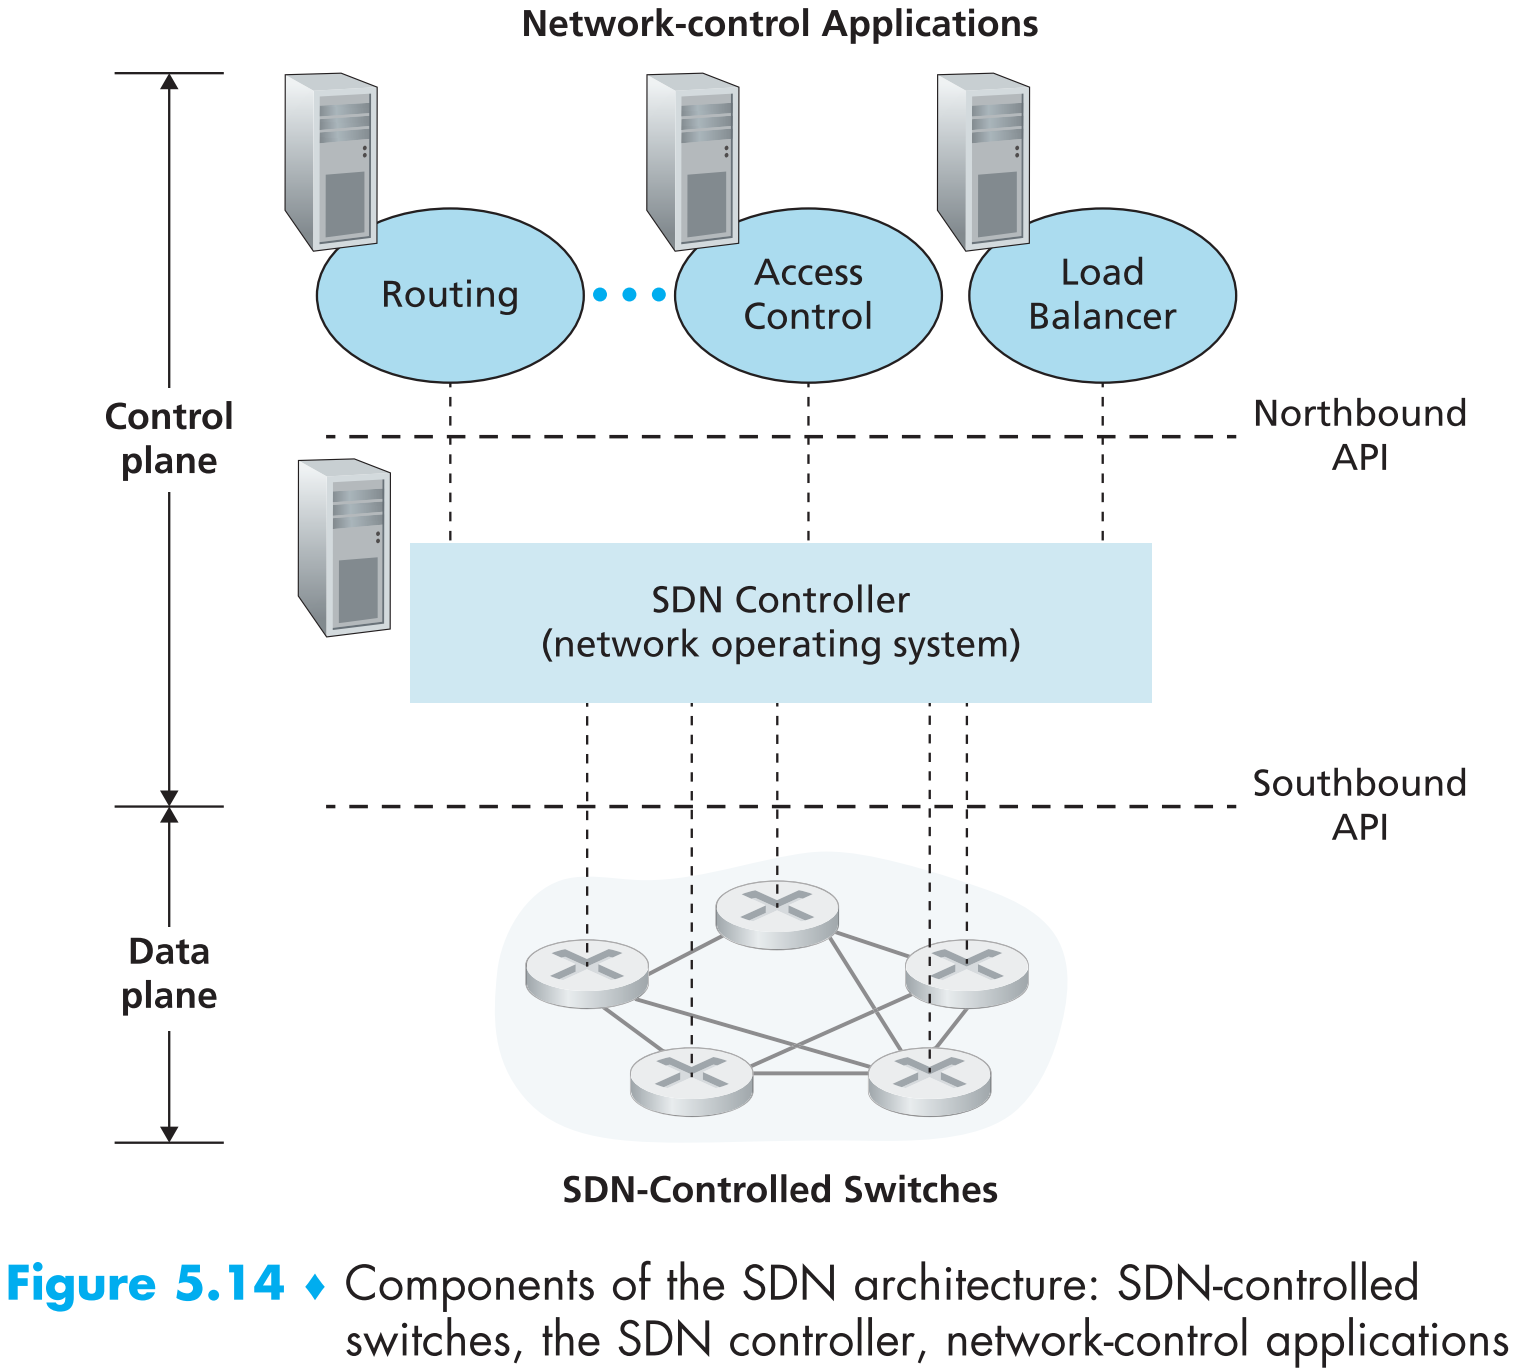 Network-control Applications
Routing
Access
Control
Load
Balancer
Control
plane
Northbound
API
SDN Controller
(network operating system)
Southbound
API
Data
plane
SDN-Controlled Switches
Figure 5.14 ♦ Components of the SDN architecture: SDN-controlled
switches, the SDN controller, network-control applications